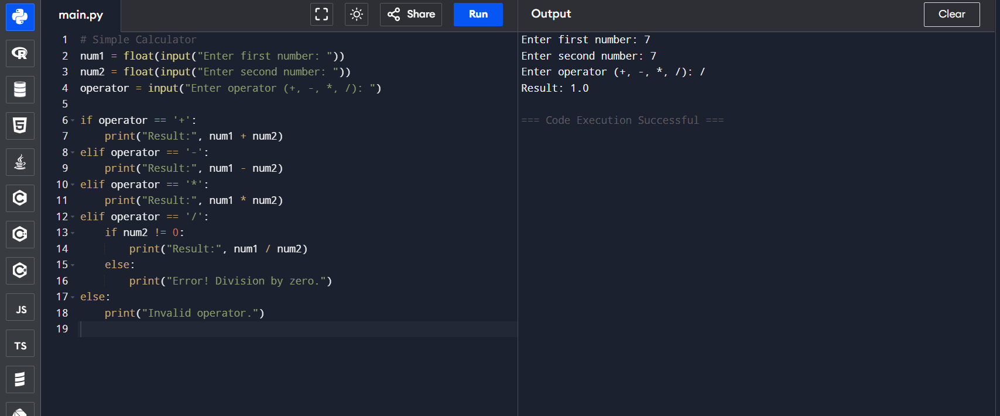 main.py
Share
Run
Output
Clear
1 # Simple Calculator
2 num1 = float(input("Enter first number: "))
3 num2 = float(input("Enter second number: "))
4 operator = input("Enter operator (+, -, *, /): ")
5
6 if operator == '+':
7     print("Result:", num1 + num2)
8 elif operator == '-':
9     print("Result:", num1 - num2)
10 elif operator == '*':
11     print("Result:", num1 * num2)
12 elif operator == '/':
13     if num2 != 0:
14         print("Result:", num1 / num2)
15     else:
16         print("Error! Division by zero.")
17 else:
18     print("Invalid operator.")
19
Enter first number: 7
Enter second number: 7
Enter operator (+, -, *, /): /
Result: 1.0
=== Code Execution Successful ===
R
5
C
C
C
JS
TS